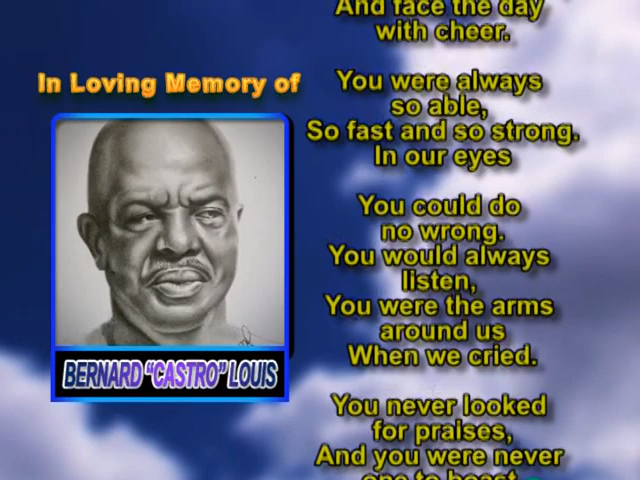 In Loving Memory of
BERNARD “CASTRO” LOUIS
And face the day
with cheer.
You were always
so able,
So fast and so strong.
In our eyes
You could do
no wrong.
You would always
listen,
You were the arms
around us
When we cried.
You never looked
for praises,
And you were never
one to boast